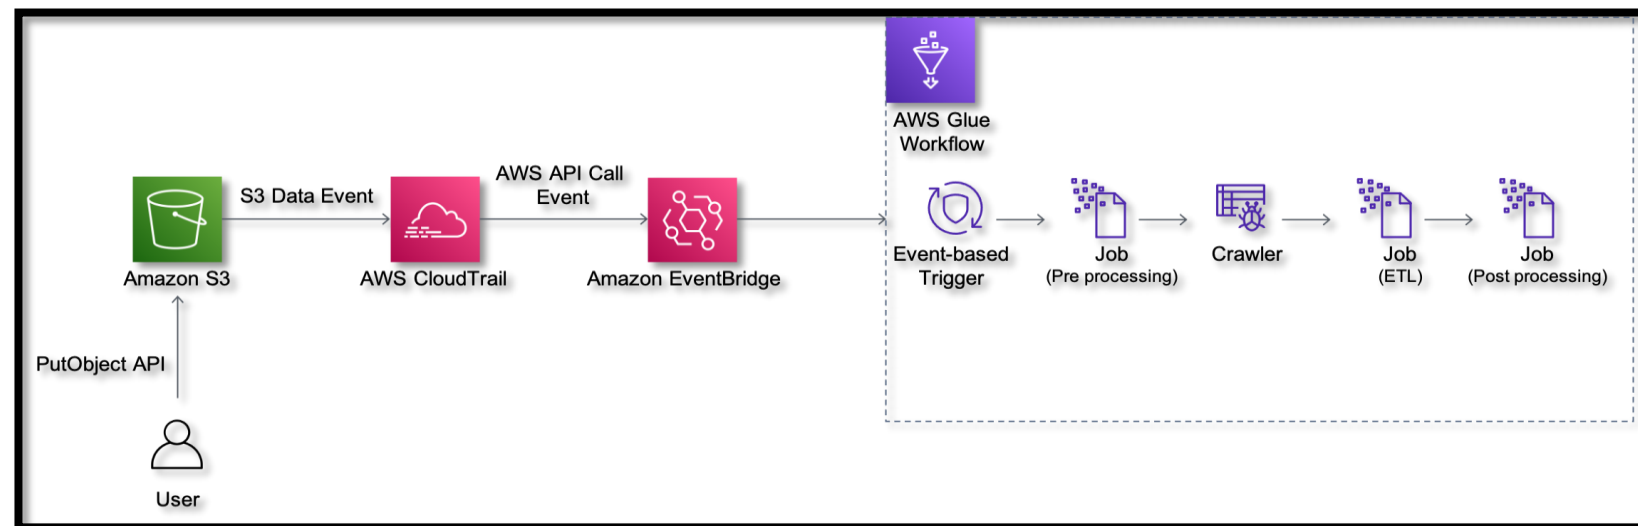 AWS Glue
Workflow
S3 Data Event
AWS API Call
Event
Amazon S3
AWS CloudTrail
Amazon EventBridge
Event-based
Trigger
Job
(Pre processing)
Crawler
Job
(ETL)
Job
(Post processing)
PutObject API
User